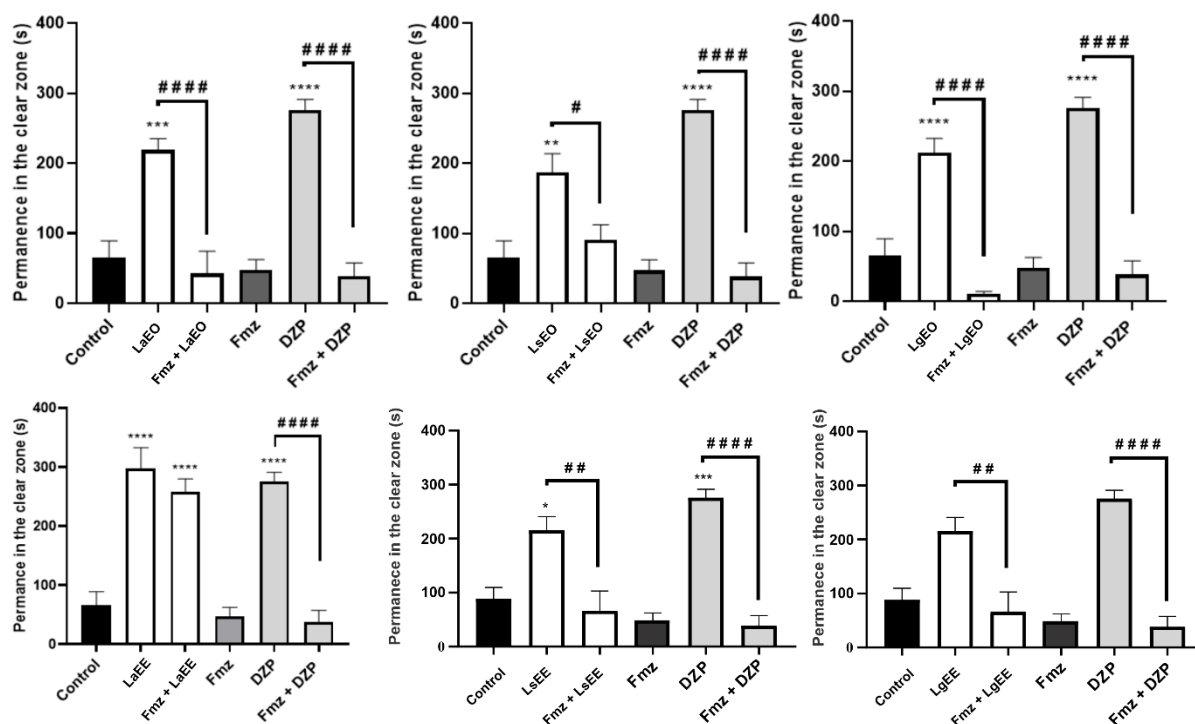 Permanence in the clear zone (s)
400
300
200
100
0
***
####
****
####
Control
LaEO
Fmz + LaEO
Fmz
DZP
Fmz + DZP
Permanence in the clear zone (s)
400
300
200
100
0
**
#
****
####
Control
LsEO
Fmz + LsEO
Fmz
DZP
Fmz + DZP
Permanence in the clear zone (s)
400
300
200
100
0
****
####
****
####
Control
LgEO
Fmz + LgEO
Fmz
DZP
Fmz + DZP
Permance in the clear zone (s)
400
300
200
100
0
****
****
****
####
Control
LaEE
Fmz + LaEE
Fmz
DZP
Fmz + DZP
Permanece in the clear zone (s)
400
300
200
100
0
*
##
***
####
Control
LsEE
Fmz + LsEE
Fmz
DZP
Fmz + DZP
Permanece in the clear zone (s)
400
300
200
100
0
##
####
Control
LgEE
Fmz + LgEE
Fmz
DZP
Fmz + DZP